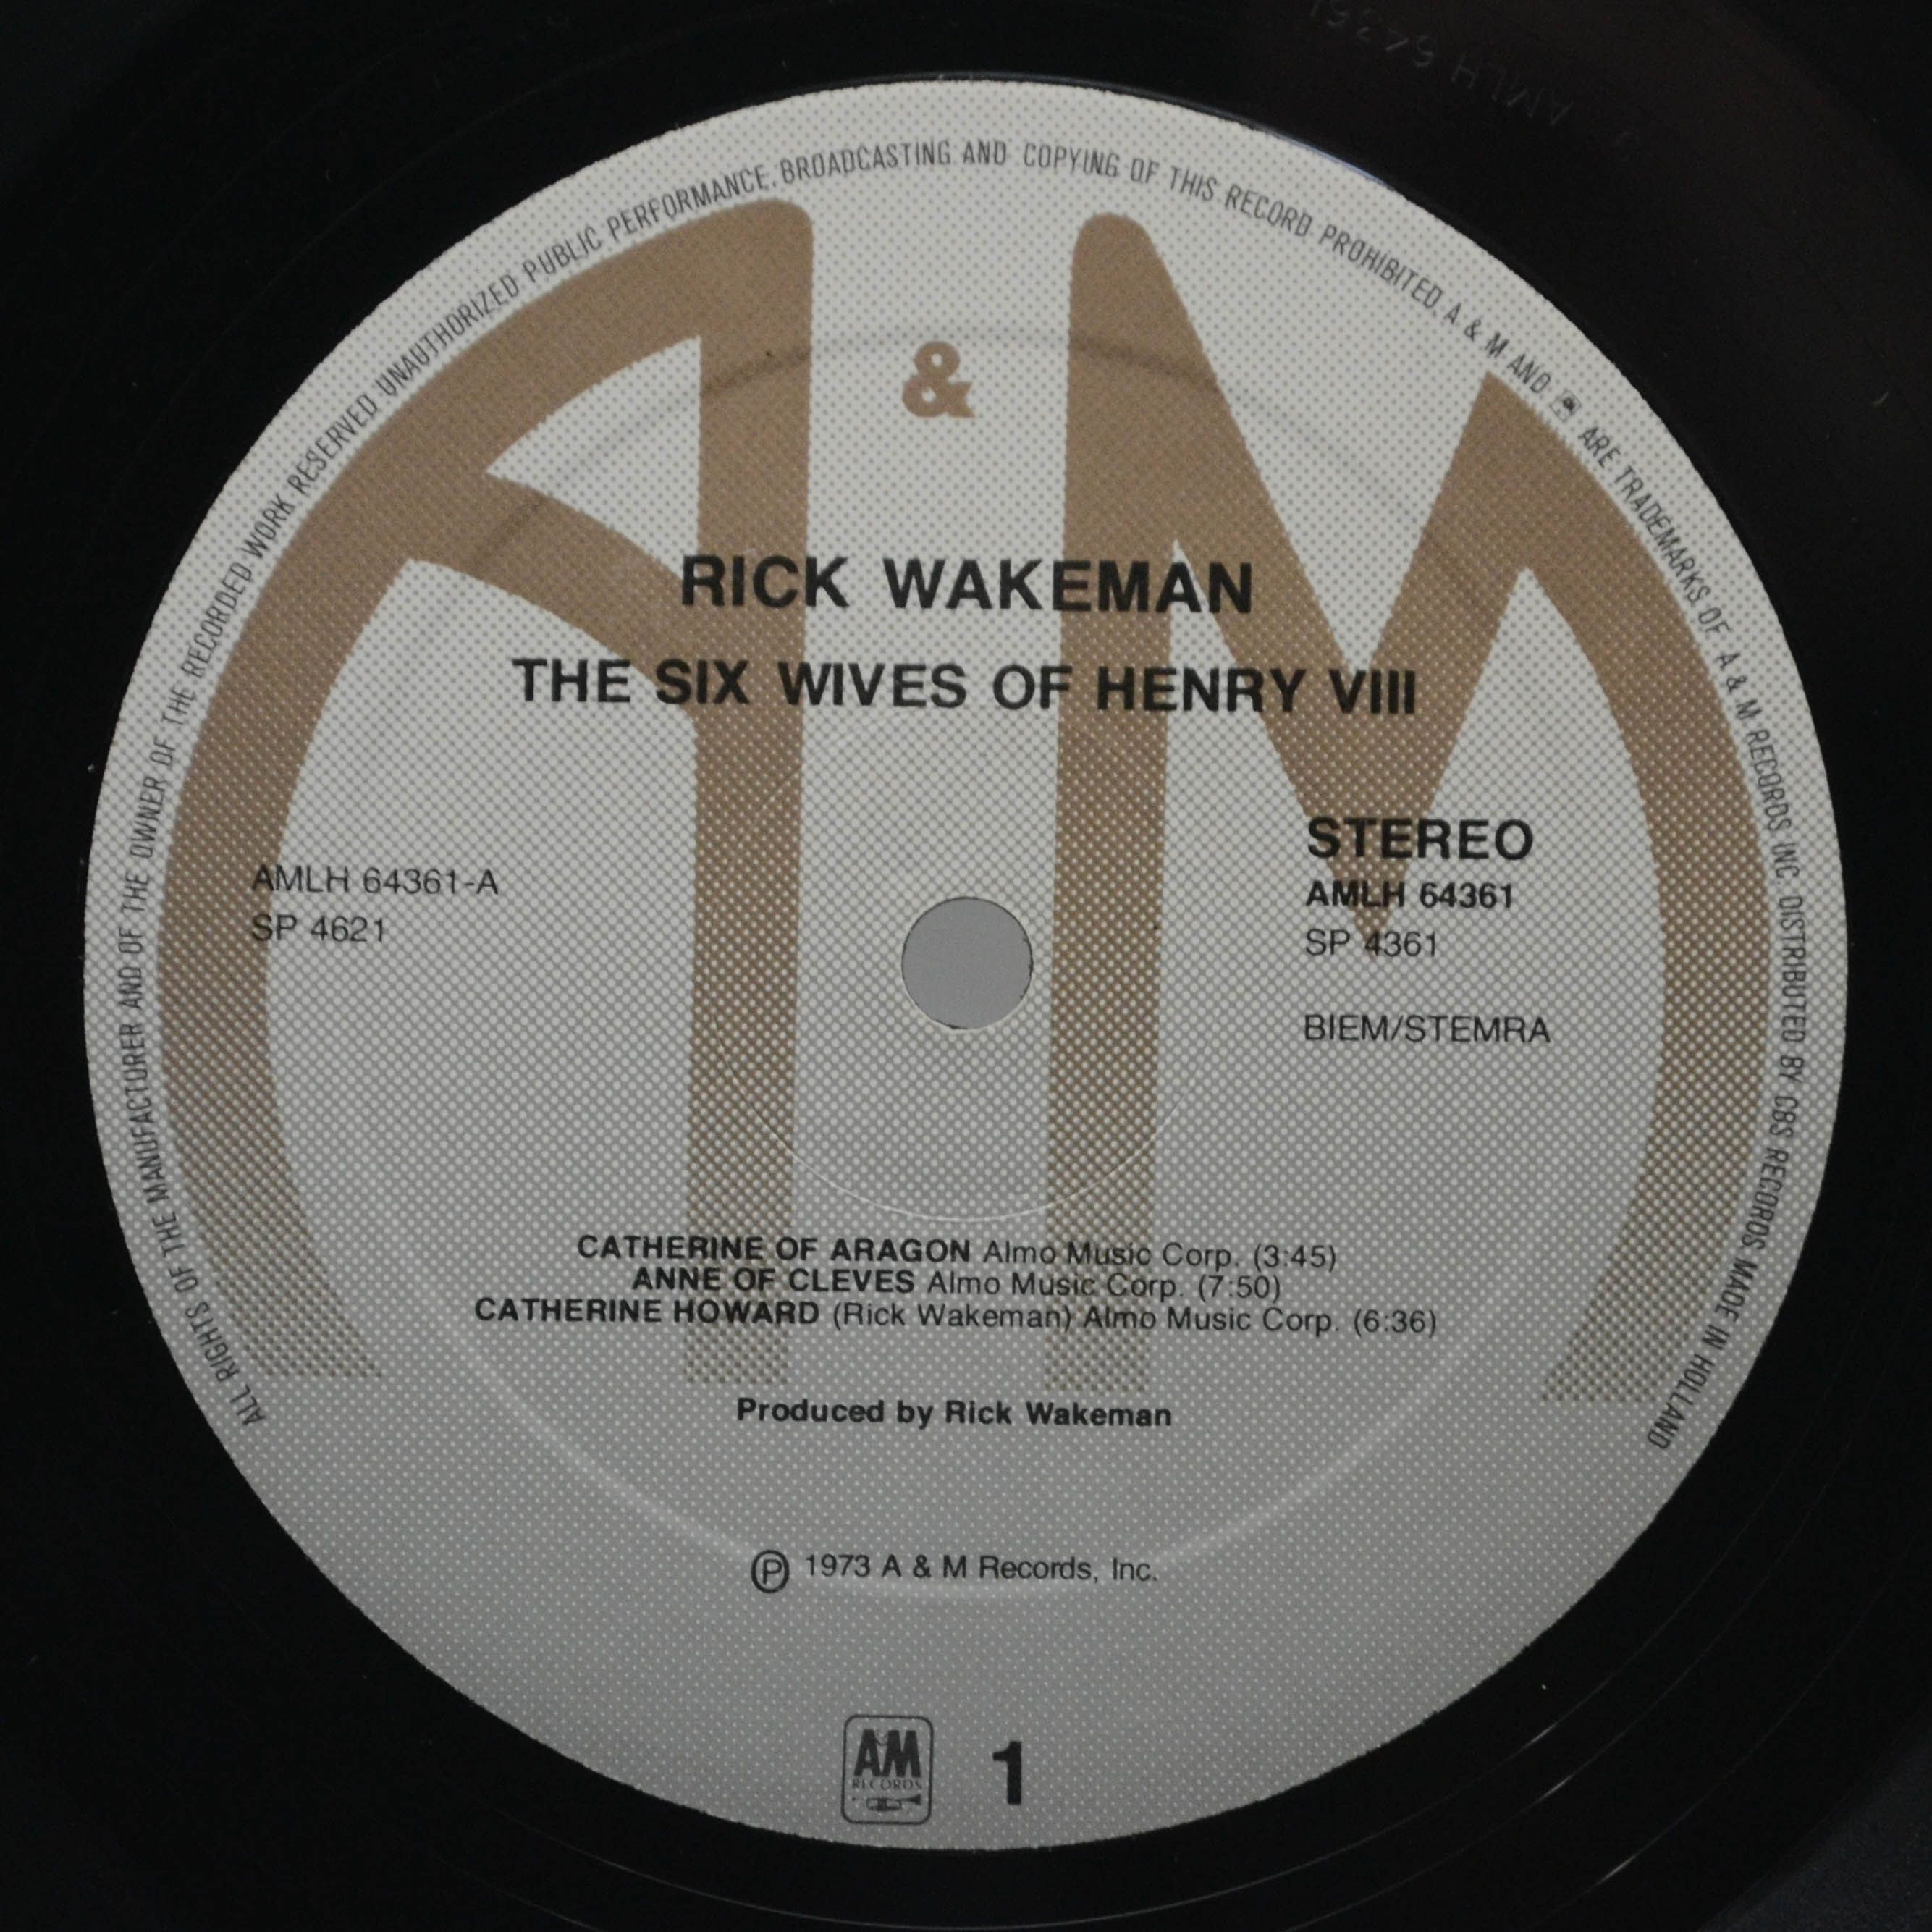 AMLH 64361
ALL RIGHTS OF THE MANUFACTURER AND OF THE OWNER OF THE RECORDED WORK RESERVED UNAUTHORIZED PUBLIC PERFORMANCE. BROADCASTING AND COPYING OF THIS RECORD PROHIBITED. A & M AND ARE TRADEMARKS OF A & M RECORDS INC. DISTRIBUTED BY CBS RECORDS MADE IN HOLLAND
A & M
RICK WAKEMAN
THE SIX WIVES OF HENRY VIII
STEREO
AMLH 64361-A
AMLH 64361
SP 4621
SP 4361
BIEM/STEMRA
CATHERINE OF ARAGON Almo Music Corp. (3:45)
ANNE OF CLEVES Almo Music Corp. (7:50)
CATHERINE HOWARD (Rick Wakeman) Almo Music Corp. (6:36)
Produced by Rick Wakeman
Ⓟ 1973 A & M Records, Inc.
AM
RECORDS
1